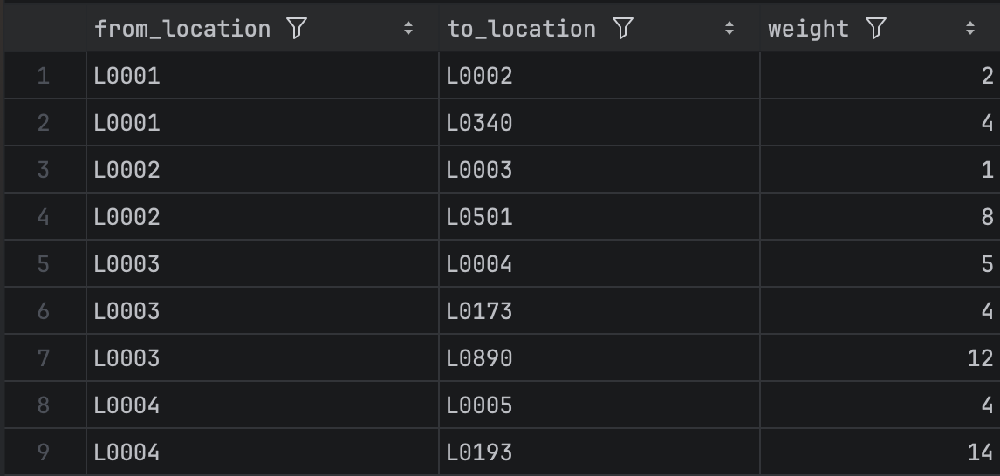 from_location to_location weight
1 L0001 L0002 2
2 L0001 L0340 4
3 L0002 L0003 1
4 L0002 L0501 8
5 L0003 L0004 5
6 L0003 L0173 4
7 L0003 L0890 12
8 L0004 L0005 4
9 L0004 L0193 14